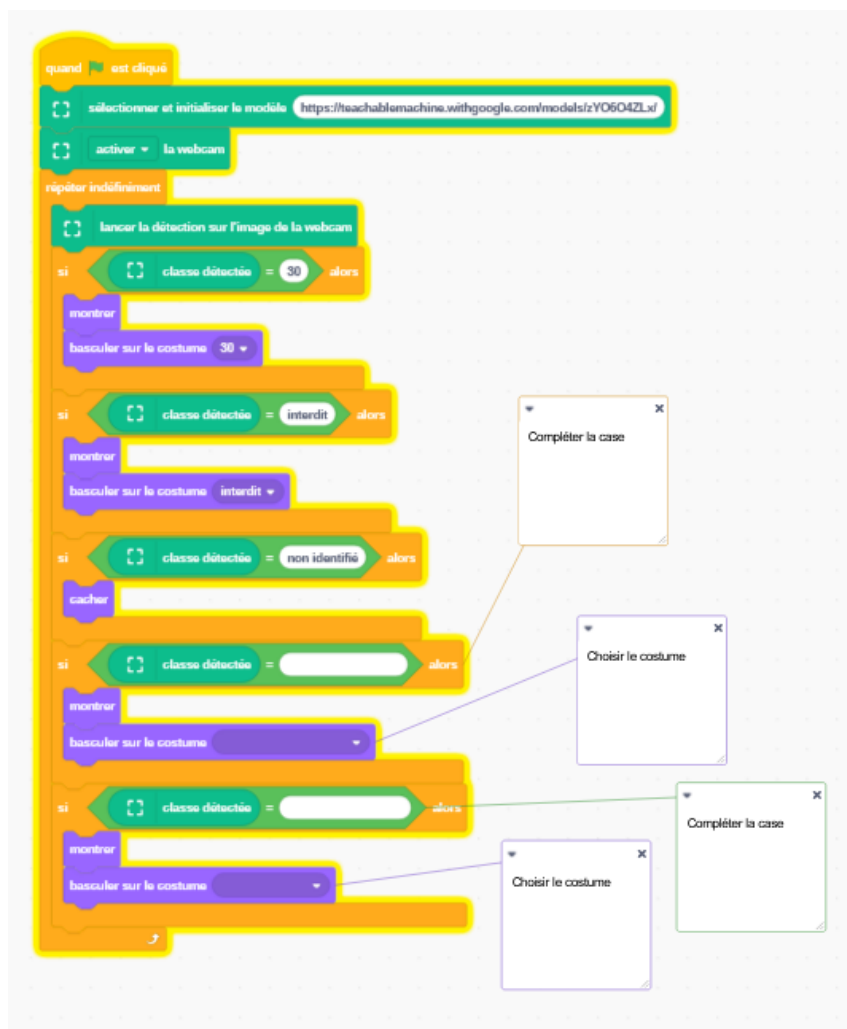 quand est cliqué
sélectionner et initialiser le modèle https://teachablemachine.withgoogle.com/models/zYO6O4ZLx/
activer la webcam
répéter indéfiniment
lancer la détection sur l'image de la webcam
si classe détectée = 30 alors
montrer
basculer sur le costume 30
si classe détectée = interdit alors
montrer
basculer sur le costume interdit
si classe détectée = non identifié alors
cacher
si classe détectée = alors
montrer
basculer sur le costume
si classe détectée = alors
montrer
basculer sur le costume
Compléter la case
Choisir le costume
Compléter la case
Choisir le costume